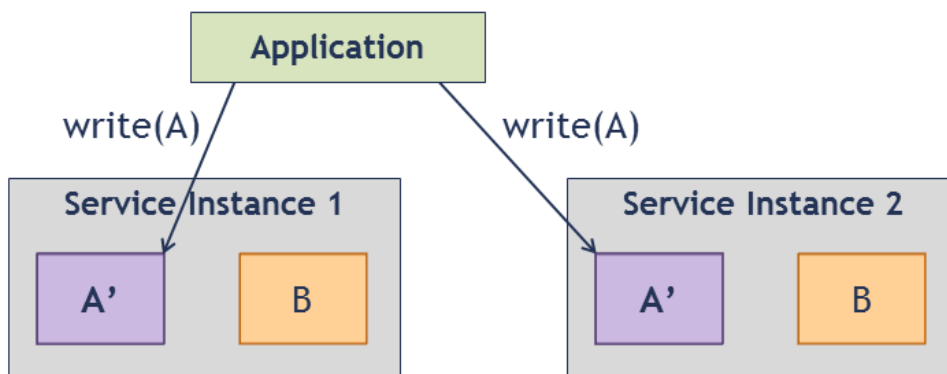 Application
write(A)
write(A)
Service Instance 1
Service Instance 2
A’
B
A’
B